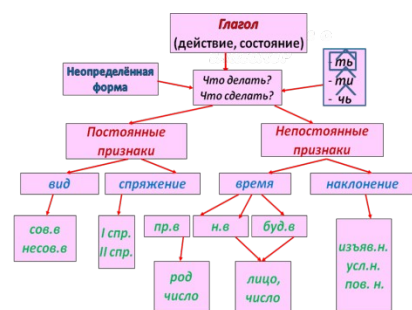 Глагол
(действие, состояние)
Неопределённая
форма
Что делать?
Что сделать?
- ть
- ти
- чь
Постоянные
признаки
Непостоянные
признаки
вид
спряжение
время
наклонение
сов.в
несов.в
I спр.
II спр.
пр.в
н.в
буд.в
изъяв.н.
усл.н.
пов. н.
род
число
лицо,
число